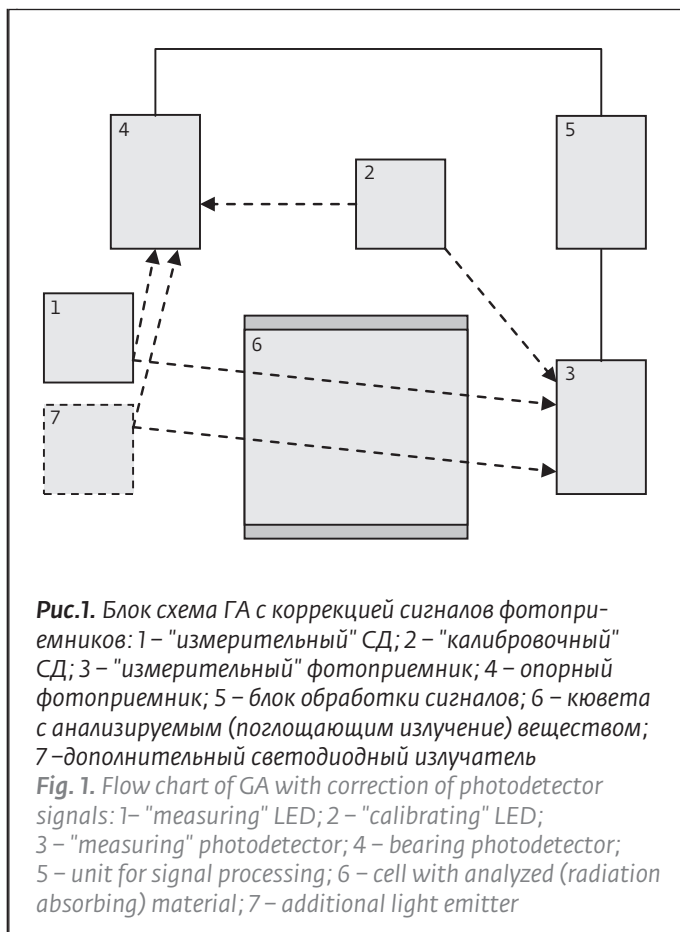 4
5
2
1
6
3
7
Рис.1. Блок схема ГА с коррекцией сигналов фотопри-
емников: 1 – "измерительный" СД; 2 – "калибровочный"
СД; 3 – "измерительный" фотоприемник; 4 – опорный
фотоприемник; 5 – блок обработки сигналов; 6 – кювета
с анализируемым (поглощающим излучение) веществом;
7 –дополнительный светодиодный излучатель
Fig. 1. Flow chart of GA with correction of photodetector
signals: 1– "measuring" LED; 2 – "calibrating" LED;
3 – "measuring" photodetector; 4 – bearing photodetector;
5 – unit for signal processing; 6 – cell with analyzed (radiation
absorbing) material; 7 – additional light emitter